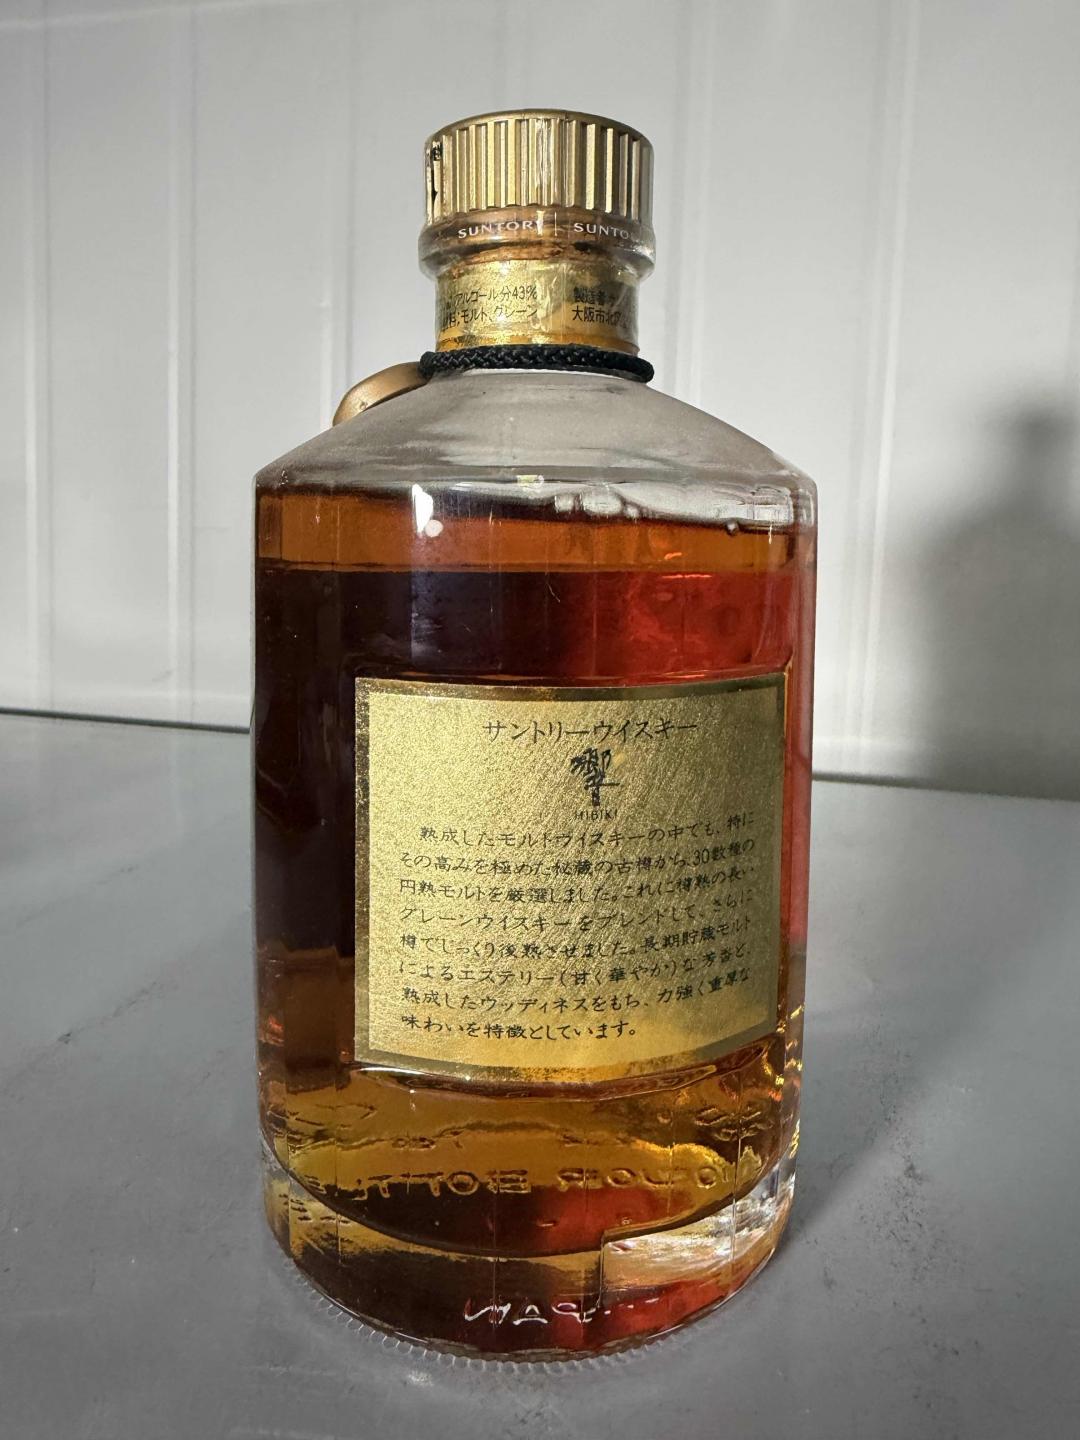 SUNTORY SUNTO
アルコール分43%
モルト、グレーン
製造者
大阪市北区
サントリーウイスキー
響
HIBIKI
熟成したモルトウイスキーの中でも、特に
その高みを極めた秘蔵の古樽から、30数種の
円熟モルトを厳選しました。これに樽熟の長い
グレーンウイスキーをブレンドして、さらに
樽でじっくり後熟させました。長期貯蔵モルト
によるエステリー(甘く華やか)な芳香と、
熟成したウッディネスをもち、力強く重厚な
味わいを特徴としています。